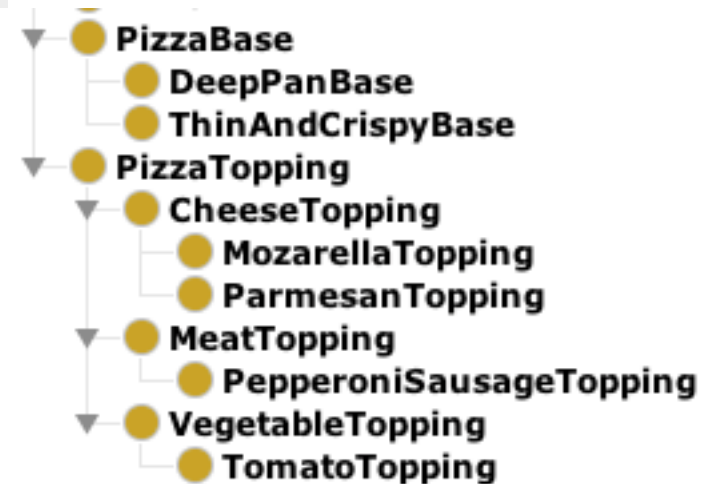 PizzaBase
DeepPanBase
ThinAndCrispyBase
PizzaTopping
CheeseTopping
MozarellaTopping
ParmesanTopping
MeatTopping
PepperoniSausageTopping
VegetableTopping
TomatoTopping